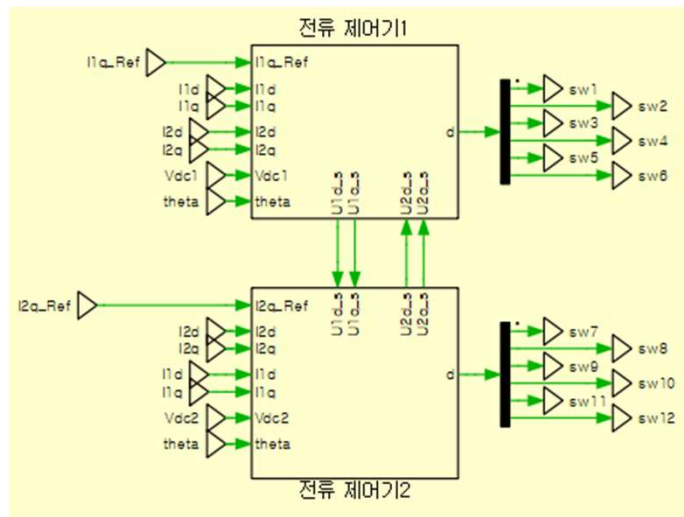 전류 제어기1
I1q_Ref
I1q_Ref
I1d
I1d
I1q
I1q
I2d
I2d
I2q
I2q
Vdc1
Vdc1
theta
theta
d
U1d_s
U1q_s
U2d_s
U2q_s
sw1
sw2
sw3
sw4
sw5
sw6
I2q_Ref
I2q_Ref
I2d
I2d
I2q
I2q
I1d
I1d
I1q
I1q
Vdc2
Vdc2
theta
theta
U1d_s
U1q_s
U2d_s
U2q_s
d
sw7
sw8
sw9
sw10
sw11
sw12
전류 제어기2